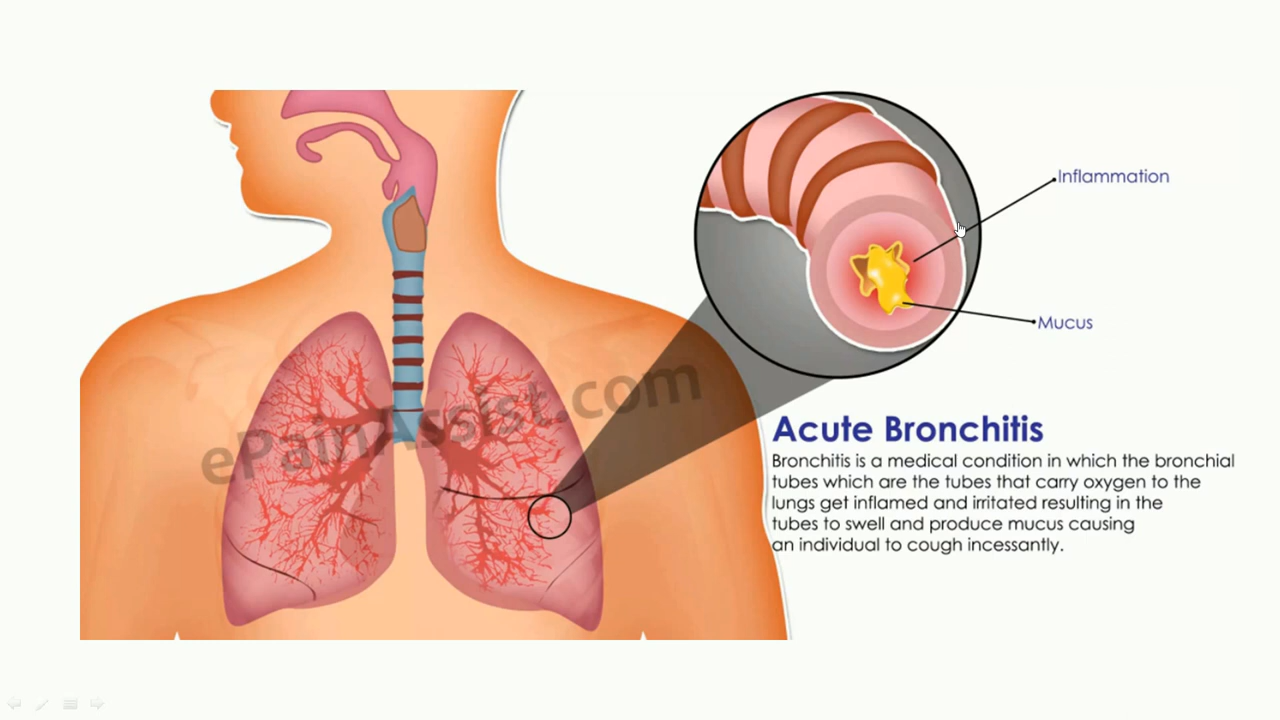 Inflammation
Mucus
ePainAssist.com
Acute Bronchitis
Bronchitis is a medical condition in which the bronchial
tubes which are the tubes that carry oxygen to the
lungs get inflamed and irritated resulting in the
tubes to swell and produce mucus causing
an individual to cough incessantly.